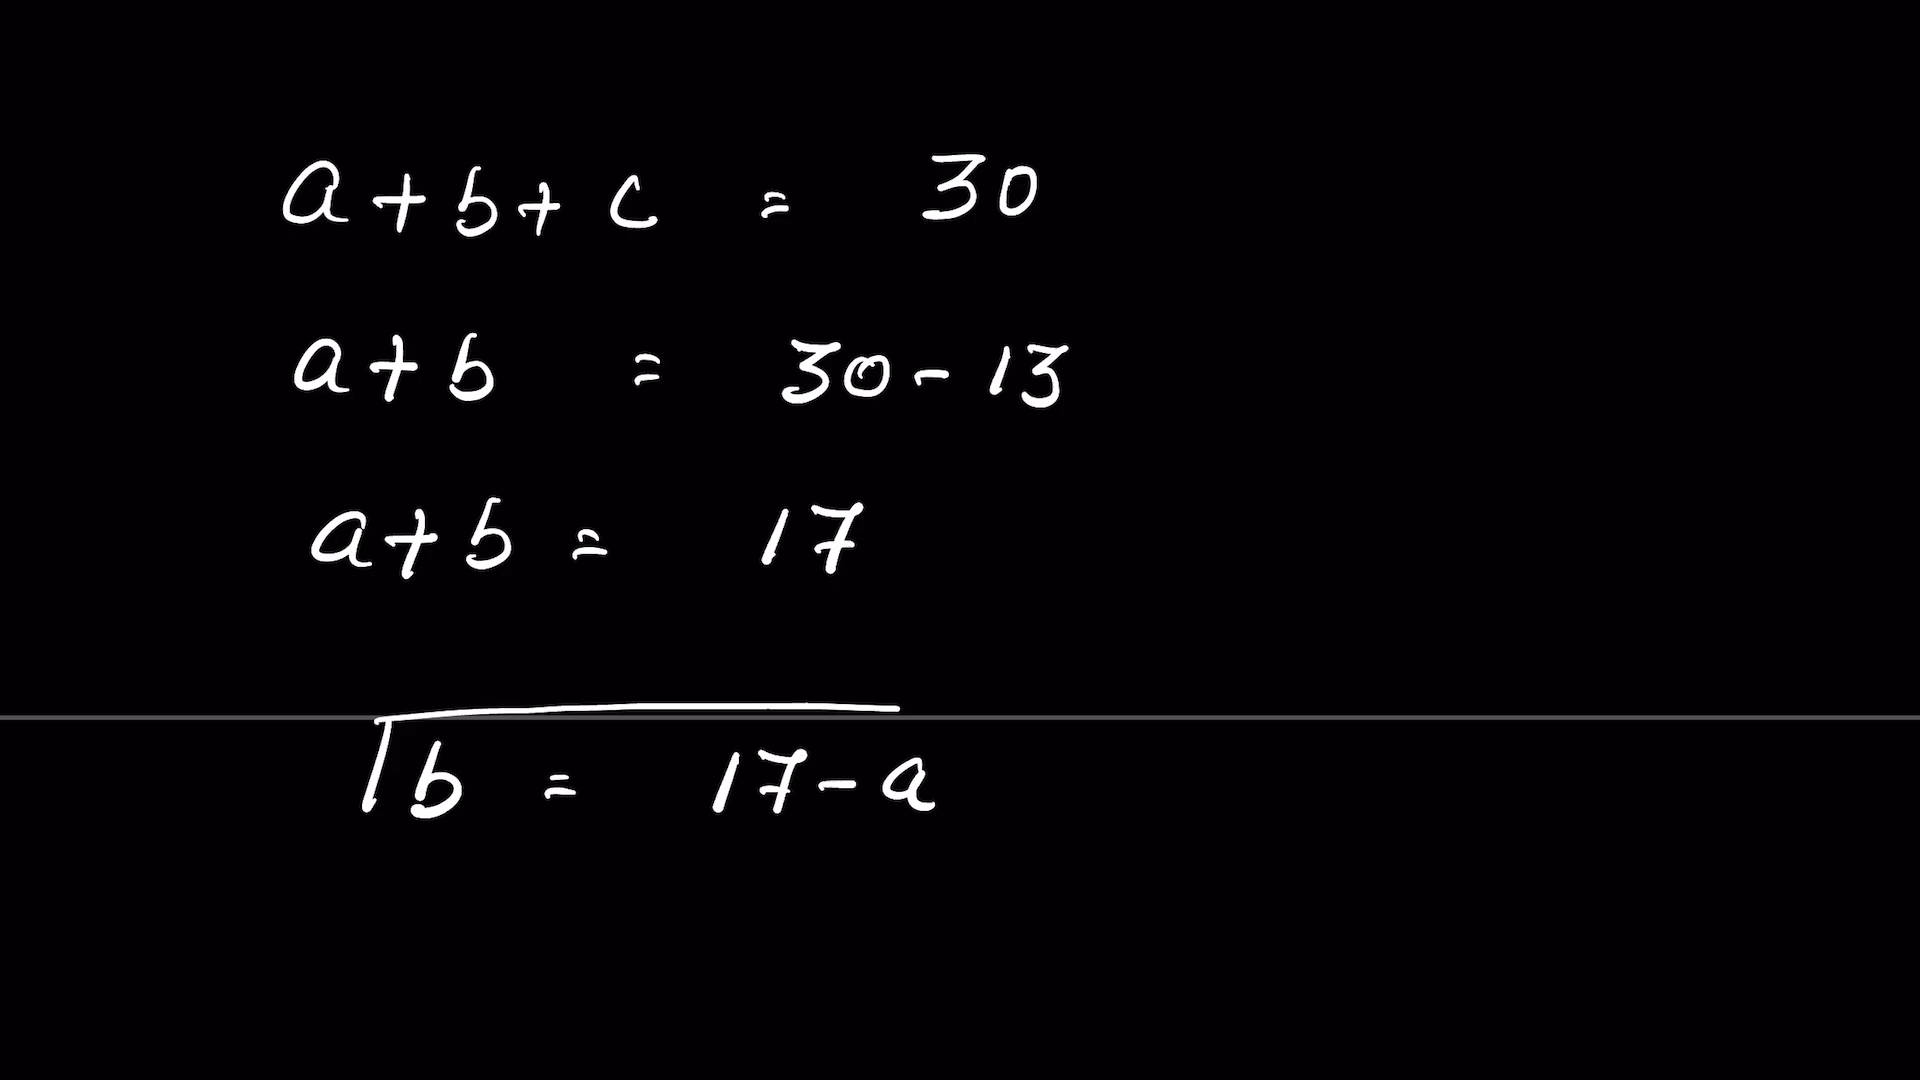 a + b + c = 30
a + b = 30 - 13
a + b = 17
b = 17 - a